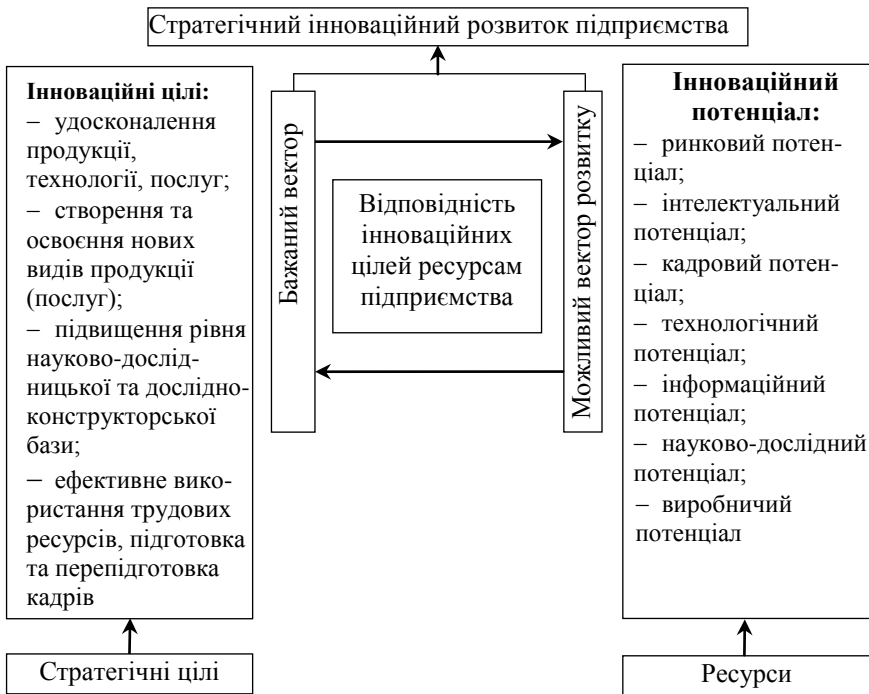 Стратегічний інноваційний розвиток підприємства
Інноваційні цілі:
– удосконалення
продукції,
технології, послуг;
– створення та
освоєння нових
видів продукції
(послуг);
– підвищення рівня
науково-дослід-
ницької та дослідно-
конструкторської
бази;
– ефективне вико-
ристання трудових
ресурсів, підготовка
та перепідготовка
кадрів
Стратегічні цілі
Бажаний вектор
Відповідність
інноваційних
цілей ресурсам
підприємства
Можливий вектор розвитку
Інноваційний
потенціал:
– ринковий потен-
ціал;
– інтелектуальний
потенціал;
– кадровий потен-
ціал;
– технологічний
потенціал;
– інформаційний
потенціал;
– науково-дослідний
потенціал;
– виробничий
потенціал
Ресурси